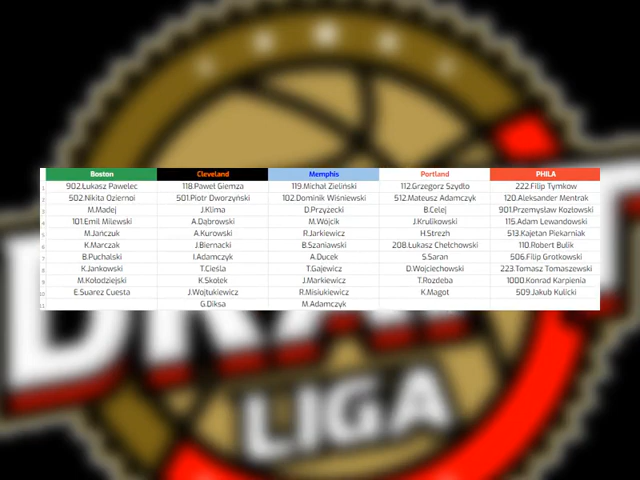 Boston Cleveland Memphis Portland PHILA
1 902.Łukasz Pawelec 118.Paweł Giemza 119.Michał Zieliński 112.Grzegorz Szydło 222.Filip Tymkow
2 502.Nikita Oziernoi 501.Piotr Dworzyński 102.Dominik Wiśniewski 512.Mateusz Adamczyk 120.Aleksander Mentrak
3 M.Madej J.Klima D.Przyzecki B.Celej 901.Przemysław Kozłowski
4 101.Emil Milewski A.Dąbrowski M.Wójcik J.Krulikowski 115.Adam Lewandowski
5 M.Janczuk A.Kurowski R.Jarkiewicz H.Strezh 513.Kajetan Piekarniak
6 K.Marczak J.Biernacki B.Szaniawski 208.Łukasz Chełchowski 110.Robert Bulik
7 B.Puchalski I.Adamczyk A.Ducek S.Saran 506.Filip Grotkowski
8 K.Jankowski T.Cieśla T.Gajewicz D.Wojciechowski 223.Tomasz Tomaszewski
9 M.Kołodziejski K.Skolek J.Markiewicz T.Rozdeba 1000.Konrad Karpienia
10 E.Suarez Cuesta J.Wojtukiewicz R.Misiukiewicz K.Magot 509.Jakub Kulicki
11 G.Diksa M.Adamczyk
LIGA